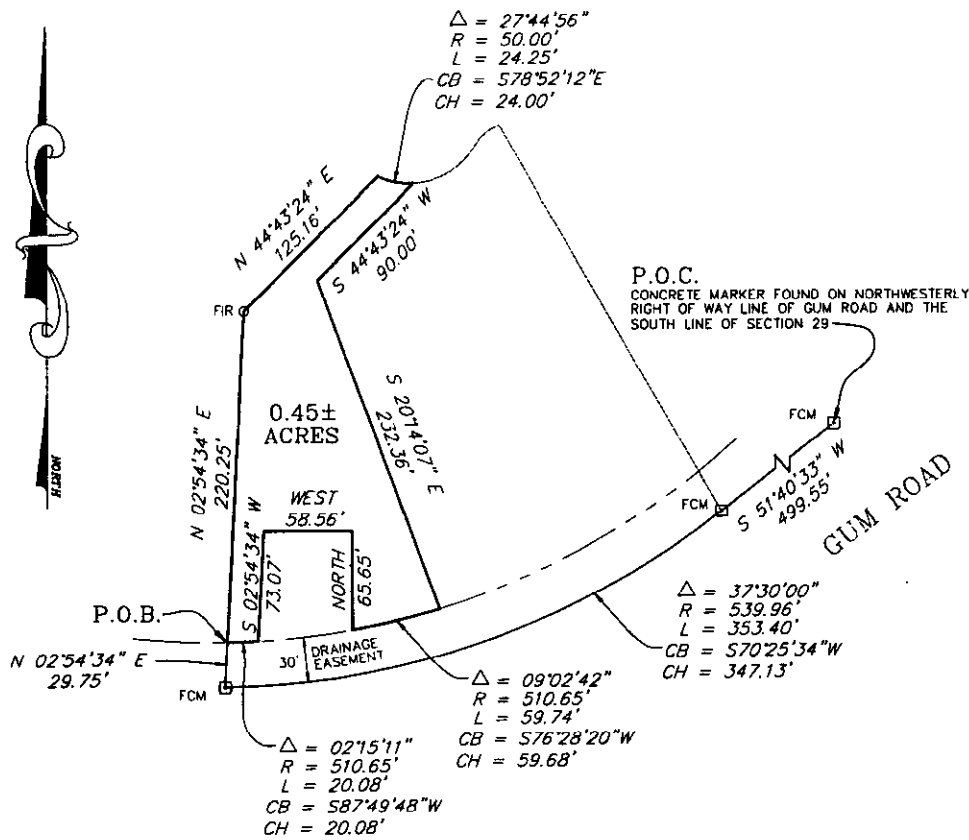 Δ = 27°44'56"
R = 50.00'
L = 24.25'
CB = S78°52'12"E
CH = 24.00'
NORTH
N 44°43'24" E
125.16'
S 44°43'24" W
90.00'
FIR
P.O.C.
CONCRETE MARKER FOUND ON NORTHWESTERLY
RIGHT OF WAY LINE OF GUM ROAD AND THE
SOUTH LINE OF SECTION 29
FCM
S 51°40'33" W
499.55'
FCM
GUM ROAD
N 02°54'34" E
220.25'
0.45±
ACRES
S 20°14'07" E
232.36'
WEST
58.56'
S 02°54'34" W
73.07'
NORTH
65.65'
P.O.B.
N 02°54'34" E
29.75'
FCM
30'
DRAINAGE
EASEMENT
Δ = 37°30'00"
R = 539.96'
L = 353.40'
CB = S70°25'34"W
CH = 347.13'
Δ = 09°02'42"
R = 510.65'
L = 59.74'
CB = S76°28'20"W
CH = 59.68'
Δ = 02°15'11"
R = 510.65'
L = 20.08'
CB = S87°49'48"W
CH = 20.08'